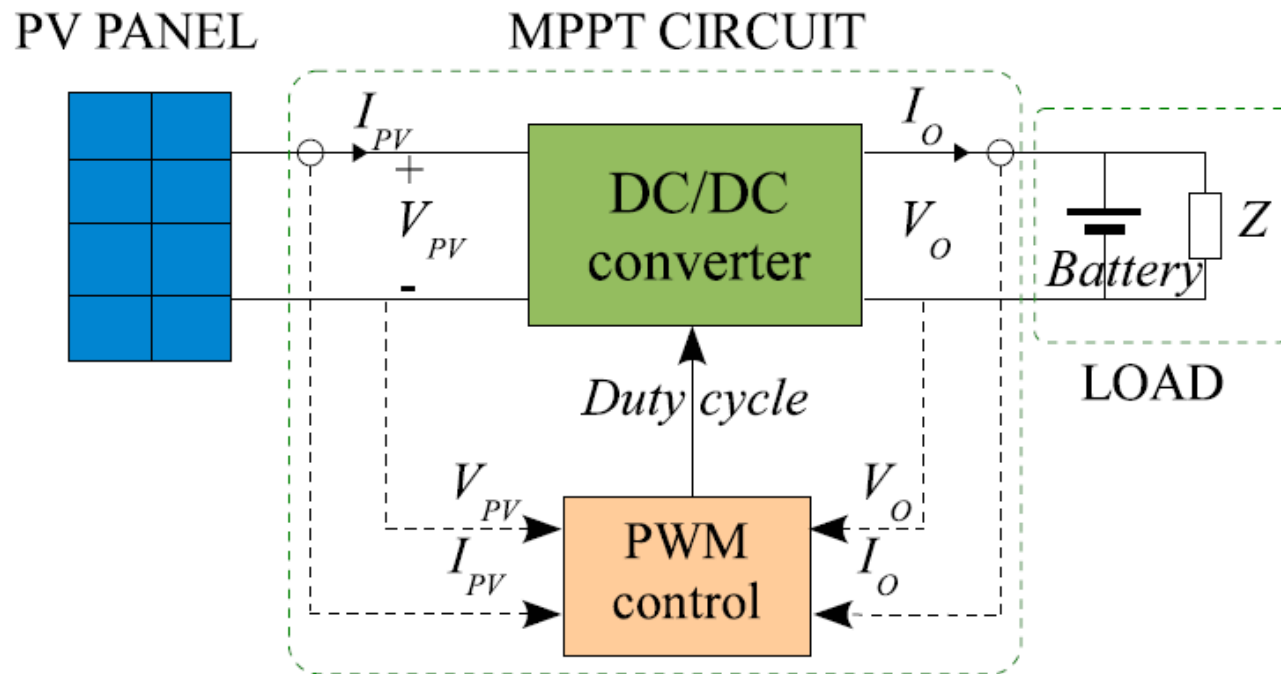 PV PANEL
MPPT CIRCUIT
I_PV
+
V_PV
-
DC/DC
converter
I_O
V_O
Battery
Z
LOAD
Duty cycle
V_PV
I_PV
PWM
control
V_O
I_O